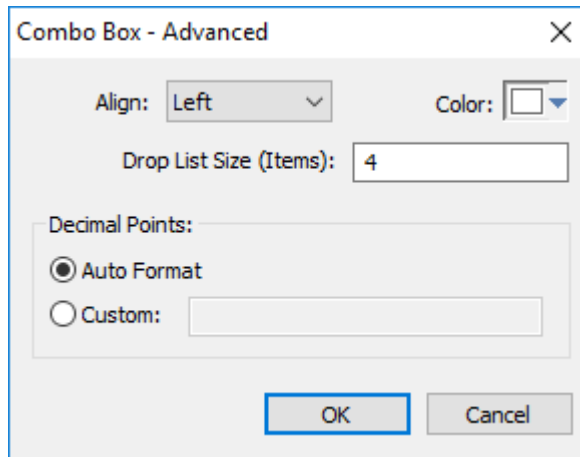 Combo Box - Advanced
Align: Left Color:
Drop List Size (Items): 4
Decimal Points:
Auto Format
Custom:
OK Cancel